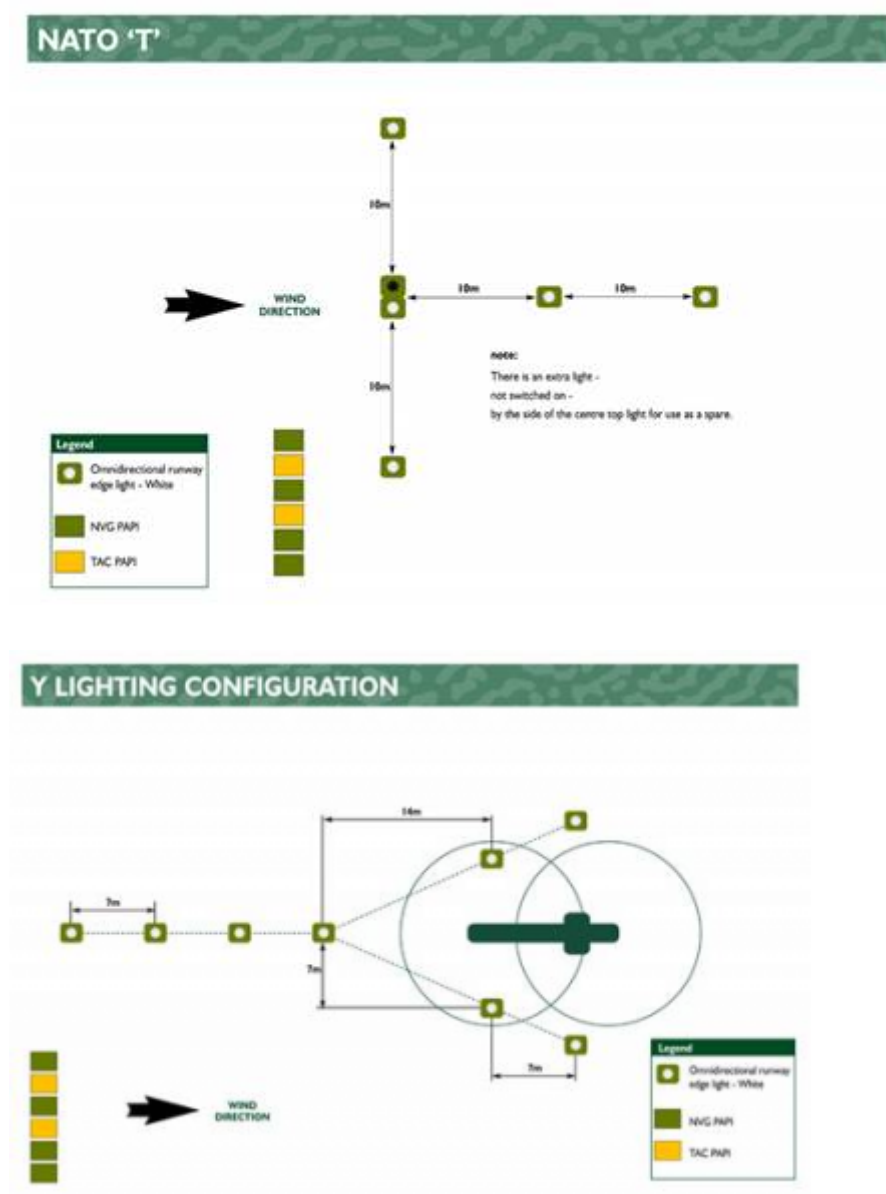 NATO ‘T’
10m
10m
10m
WIND
DIRECTION
10m
note:
There is an extra light -
not switched on -
by the side of the centre top light for use as a spare.
Legend
Omnidirectional runway
edge light - White
NVG PAPI
TAC PAPI
Y LIGHTING CONFIGURATION
14m
7m
7m
7m
WIND
DIRECTION
Legend
Omnidirectional runway
edge light - White
NVG PAPI
TAC PAPI